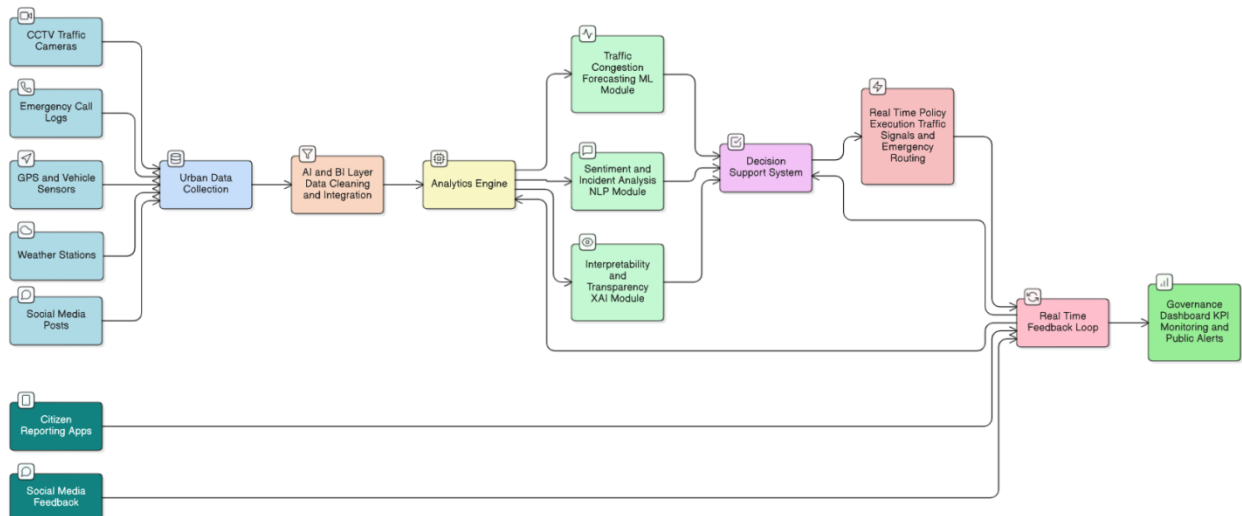 CCTV Traffic
Cameras
Emergency Call
Logs
GPS and Vehicle
Sensors
Weather Stations
Social Media
Posts
Citizen
Reporting Apps
Social Media
Feedback
Urban Data
Collection
AI and BI Layer
Data Cleaning
and Integration
Analytics Engine
Traffic
Congestion
Forecasting ML
Module
Sentiment and
Incident Analysis
NLP Module
Interpretability
and
Transparency
XAI Module
Decision
Support System
Real Time Policy
Execution Traffic
Signals and
Emergency
Routing
Real Time
Feedback Loop
Governance
Dashboard KPI
Monitoring and
Public Alerts